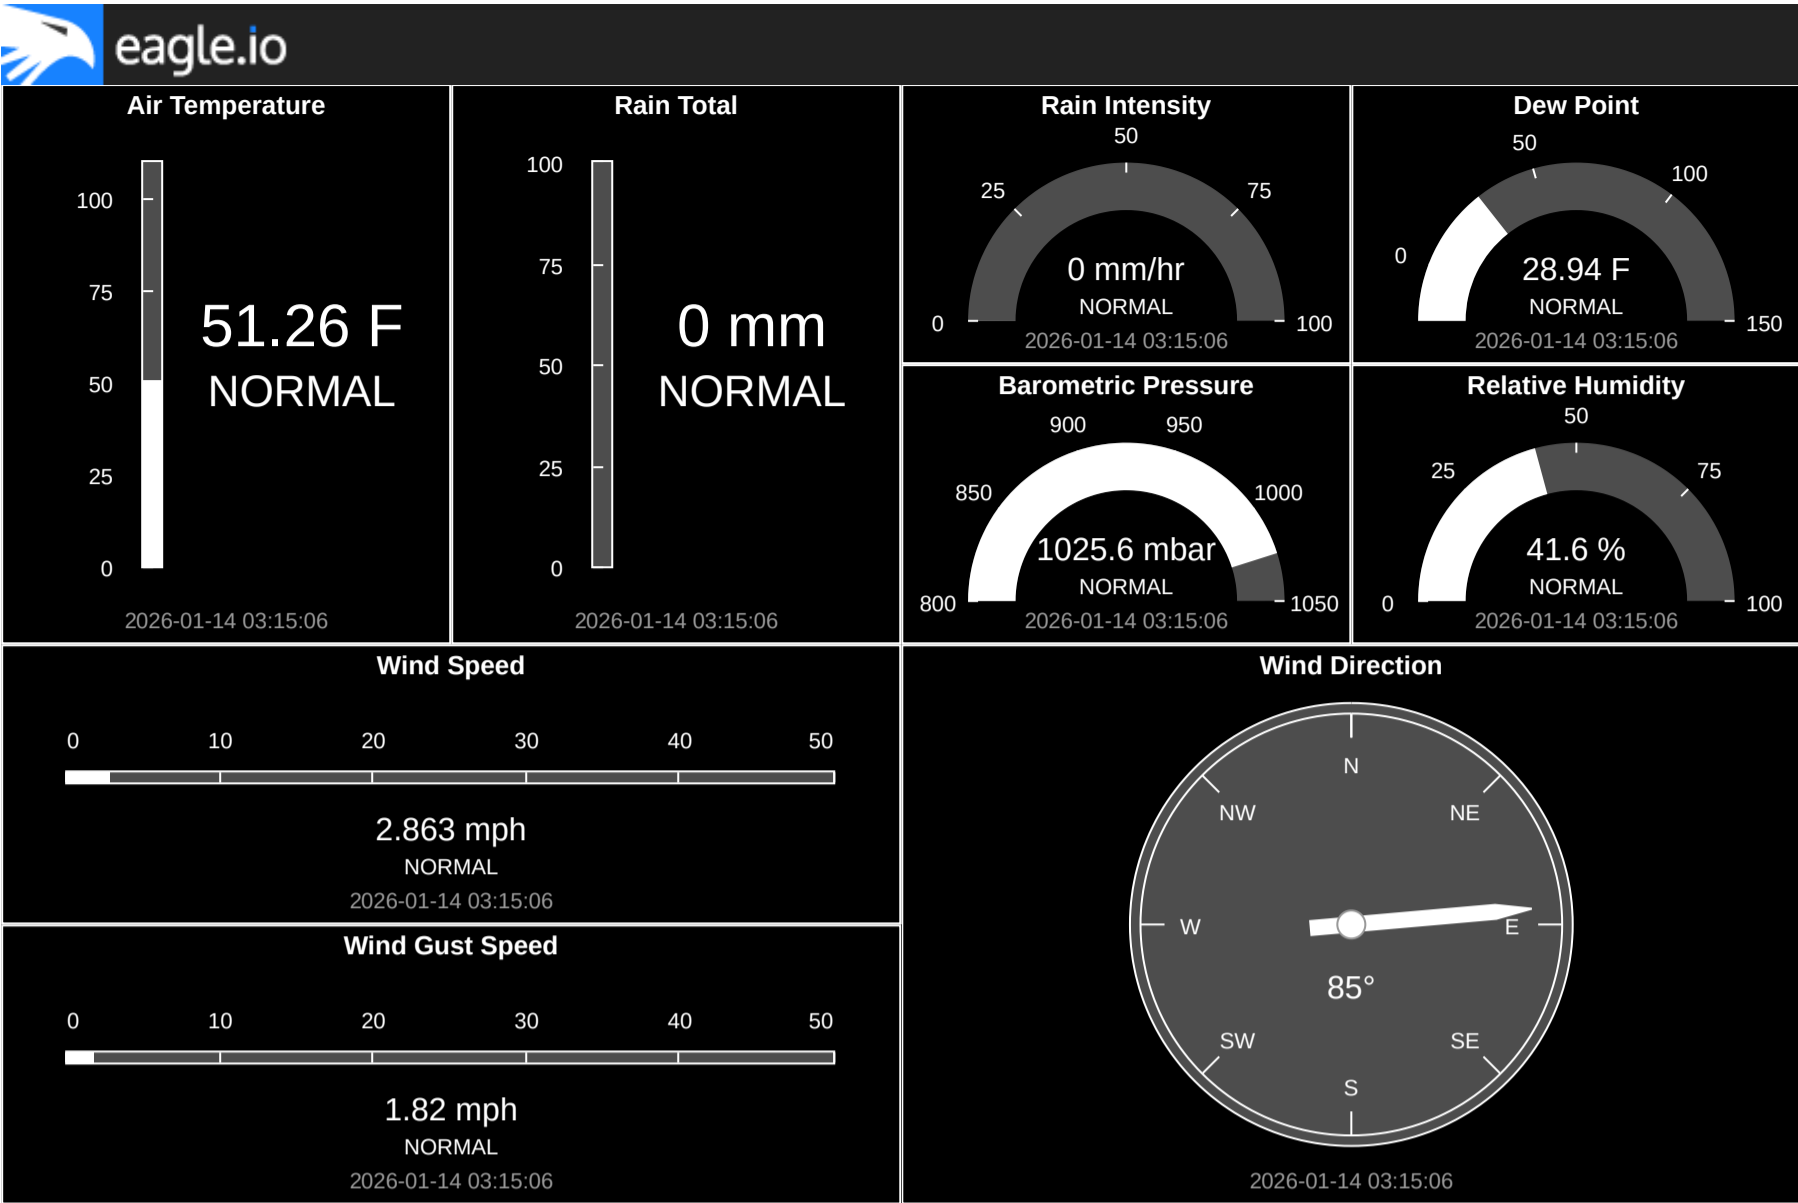 eagle.io
Air Temperature
100
75
50
25
0
51.26 F
NORMAL
2026-01-14 03:15:06
Rain Total
100
75
50
25
0
0 mm
NORMAL
2026-01-14 03:15:06
Rain Intensity
50
25
75
0
100
0 mm/hr
NORMAL
2026-01-14 03:15:06
Dew Point
50
100
0
150
28.94 F
NORMAL
2026-01-14 03:15:06
Barometric Pressure
900
950
850
1000
800
1050
1025.6 mbar
NORMAL
2026-01-14 03:15:06
Relative Humidity
50
25
75
0
100
41.6 %
NORMAL
2026-01-14 03:15:06
Wind Speed
0 10 20 30 40 50
2.863 mph
NORMAL
2026-01-14 03:15:06
Wind Gust Speed
0 10 20 30 40 50
1.82 mph
NORMAL
2026-01-14 03:15:06
Wind Direction
N
NW NE
W E
85°
SW SE
S
2026-01-14 03:15:06